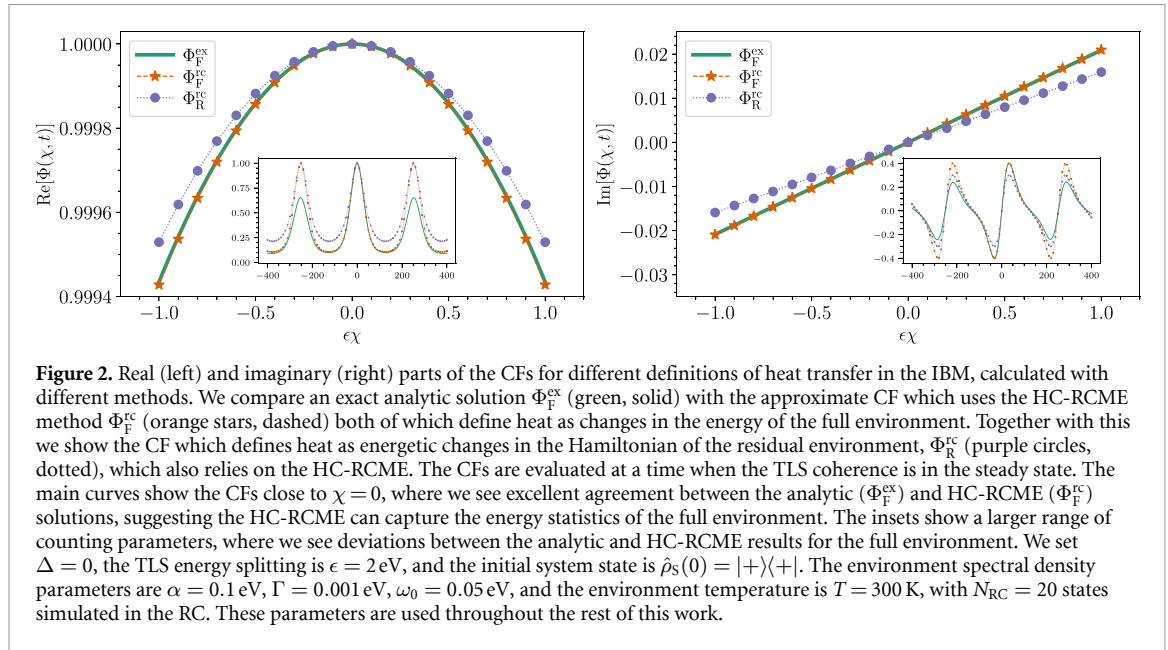 1.0000
0.9998
0.9996
0.9994
Re[Φ(χ, t)]
Φ_F^ex
Φ_F^rc
Φ_R^rc
1.00
0.75
0.50
0.25
0.00
−400 −200 0 200 400
−1.0 −0.5 0.0 0.5 1.0
ϵχ
0.02
0.01
0.00
−0.01
−0.02
−0.03
Im[Φ(χ, t)]
Φ_F^ex
Φ_F^rc
Φ_R^rc
0.4
0.2
0.0
−0.2
−0.4
−400 −200 0 200 400
−1.0 −0.5 0.0 0.5 1.0
ϵχ
Figure 2. Real (left) and imaginary (right) parts of the CFs for different definitions of heat transfer in the IBM, calculated with
different methods. We compare an exact analytic solution Φ_F^ex (green, solid) with the approximate CF which uses the HC-RCME
method Φ_F^rc (orange stars, dashed) both of which define heat as changes in the energy of the full environment. Together with this
we show the CF which defines heat as energetic changes in the Hamiltonian of the residual environment, Φ_R^rc (purple circles,
dotted), which also relies on the HC-RCME. The CFs are evaluated at a time when the TLS coherence is in the steady state. The
main curves show the CFs close to χ = 0, where we see excellent agreement between the analytic (Φ_F^ex) and HC-RCME (Φ_F^rc)
solutions, suggesting the HC-RCME can capture the energy statistics of the full environment. The insets show a larger range of
counting parameters, where we see deviations between the analytic and HC-RCME results for the full environment. We set
Δ = 0, the TLS energy splitting is ϵ = 2 eV, and the initial system state is ρ̂_S(0) = |+⟩⟨+|. The environment spectral density
parameters are α = 0.1 eV, Γ = 0.001 eV, ω_0 = 0.05 eV, and the environment temperature is T = 300 K, with N_RC = 20 states
simulated in the RC. These parameters are used throughout the rest of this work.